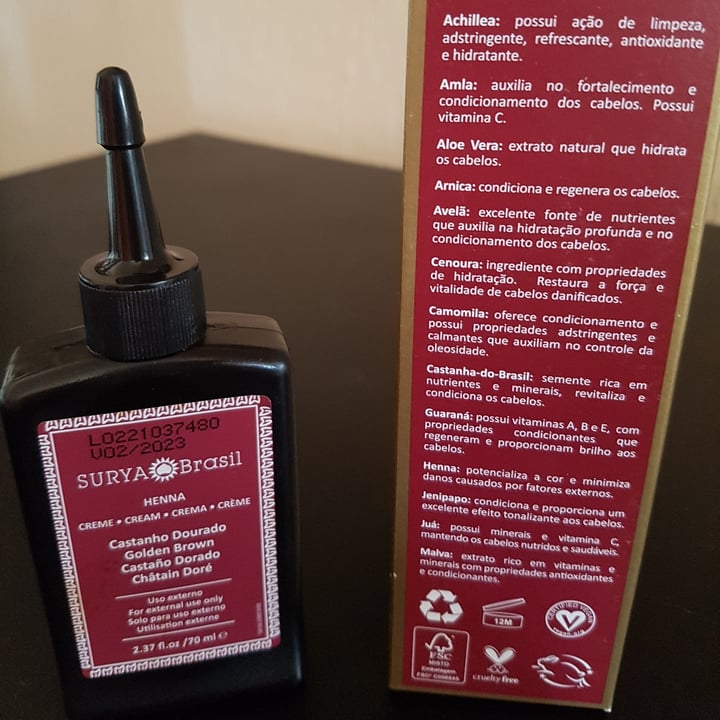 L0221037480
V02/2023
SURYA Brasil
HENNA
CREME • CREAM • CREMA • CRÈME
Castanho Dourado
Golden Brown
Castaño Dorado
Châtain Doré
Uso externo
For external use only
Solo para uso externo
Utilisation externe
2.37 fl.oz /70 ml ℮
Achillea: possui ação de limpeza,
adstringente, refrescante, antioxidante
e hidratante.
Amla: auxilia no fortalecimento e
condicionamento dos cabelos. Possui
vitamina C.
Aloe Vera: extrato natural que hidrata
os cabelos.
Arnica: condiciona e regenera os cabelos.
Avelã: excelente fonte de nutrientes
que auxilia na hidratação profunda e no
condicionamento dos cabelos.
Cenoura: ingrediente com propriedades
de hidratação. Restaura a força e
vitalidade de cabelos danificados.
Camomila: oferece condicionamento e
possui propriedades adstringentes e
calmantes que auxiliam no controle da
oleosidade.
Castanha-do-Brasil: semente rica em
nutrientes e minerais, revitaliza e
condiciona os cabelos.
Guaraná: possui vitaminas A, B e E, com
propriedades condicionantes que
regeneram e proporcionam brilho aos
cabelos.
Henna: potencializa a cor e minimiza
danos causados por fatores externos.
Jenipapo: condiciona e proporciona um
excelente efeito tonalizante aos cabelos.
Juá: possui minerais e vitamina C,
mantendo os cabelos nutridos e saudáveis.
Malva: extrato rico em vitaminas e
minerais com propriedades antioxidantes
e condicionantes.
12M
CERTIFIED VEGAN
FSC
MISTO
Embalagem
cruelty free